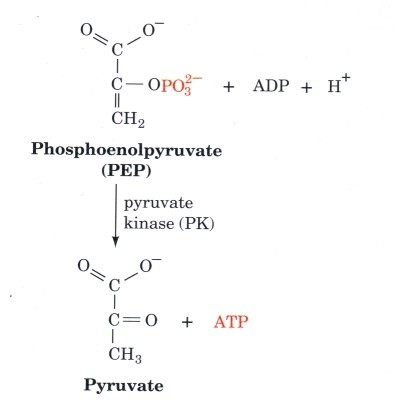 O O⁻
C
C—OPO₃²⁻ + ADP + H⁺
CH₂
Phosphoenolpyruvate
(PEP)
pyruvate
kinase (PK)
O O⁻
C
C=O + ATP
CH₃
Pyruvate